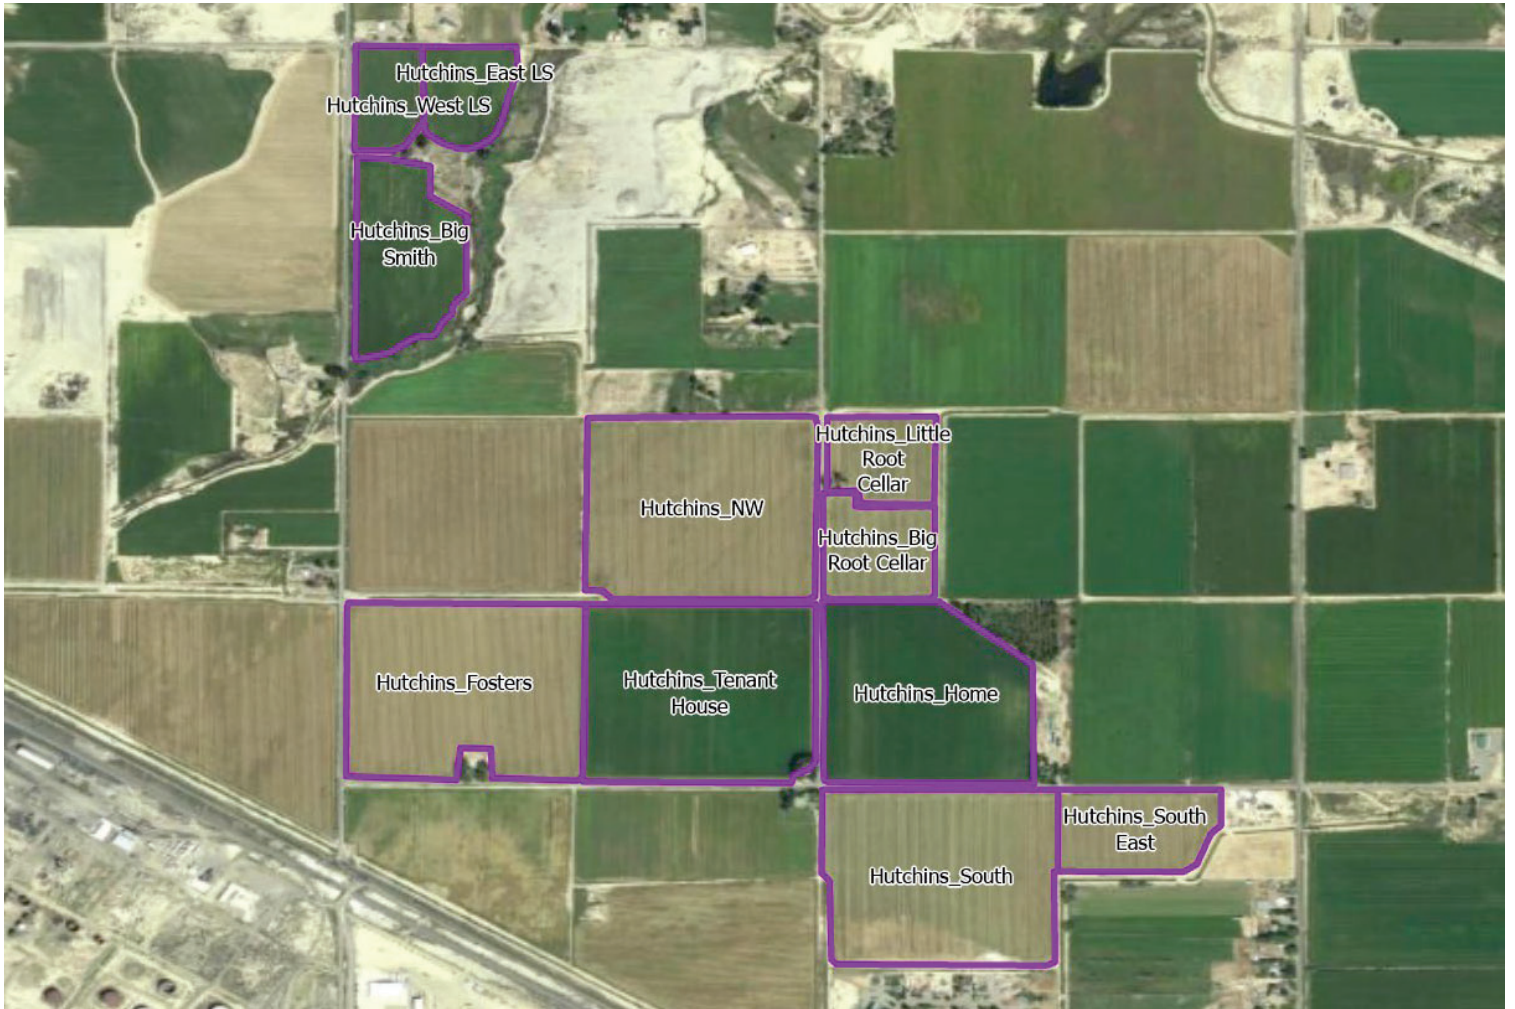 Hutchins_East LS
Hutchins_West LS
Hutchins_Big
Smith
Hutchins_Little
Root
Cellar
Hutchins_NW
Hutchins_Big
Root Cellar
Hutchins_Fosters
Hutchins_Tenant
House
Hutchins_Home
Hutchins_South
East
Hutchins_South